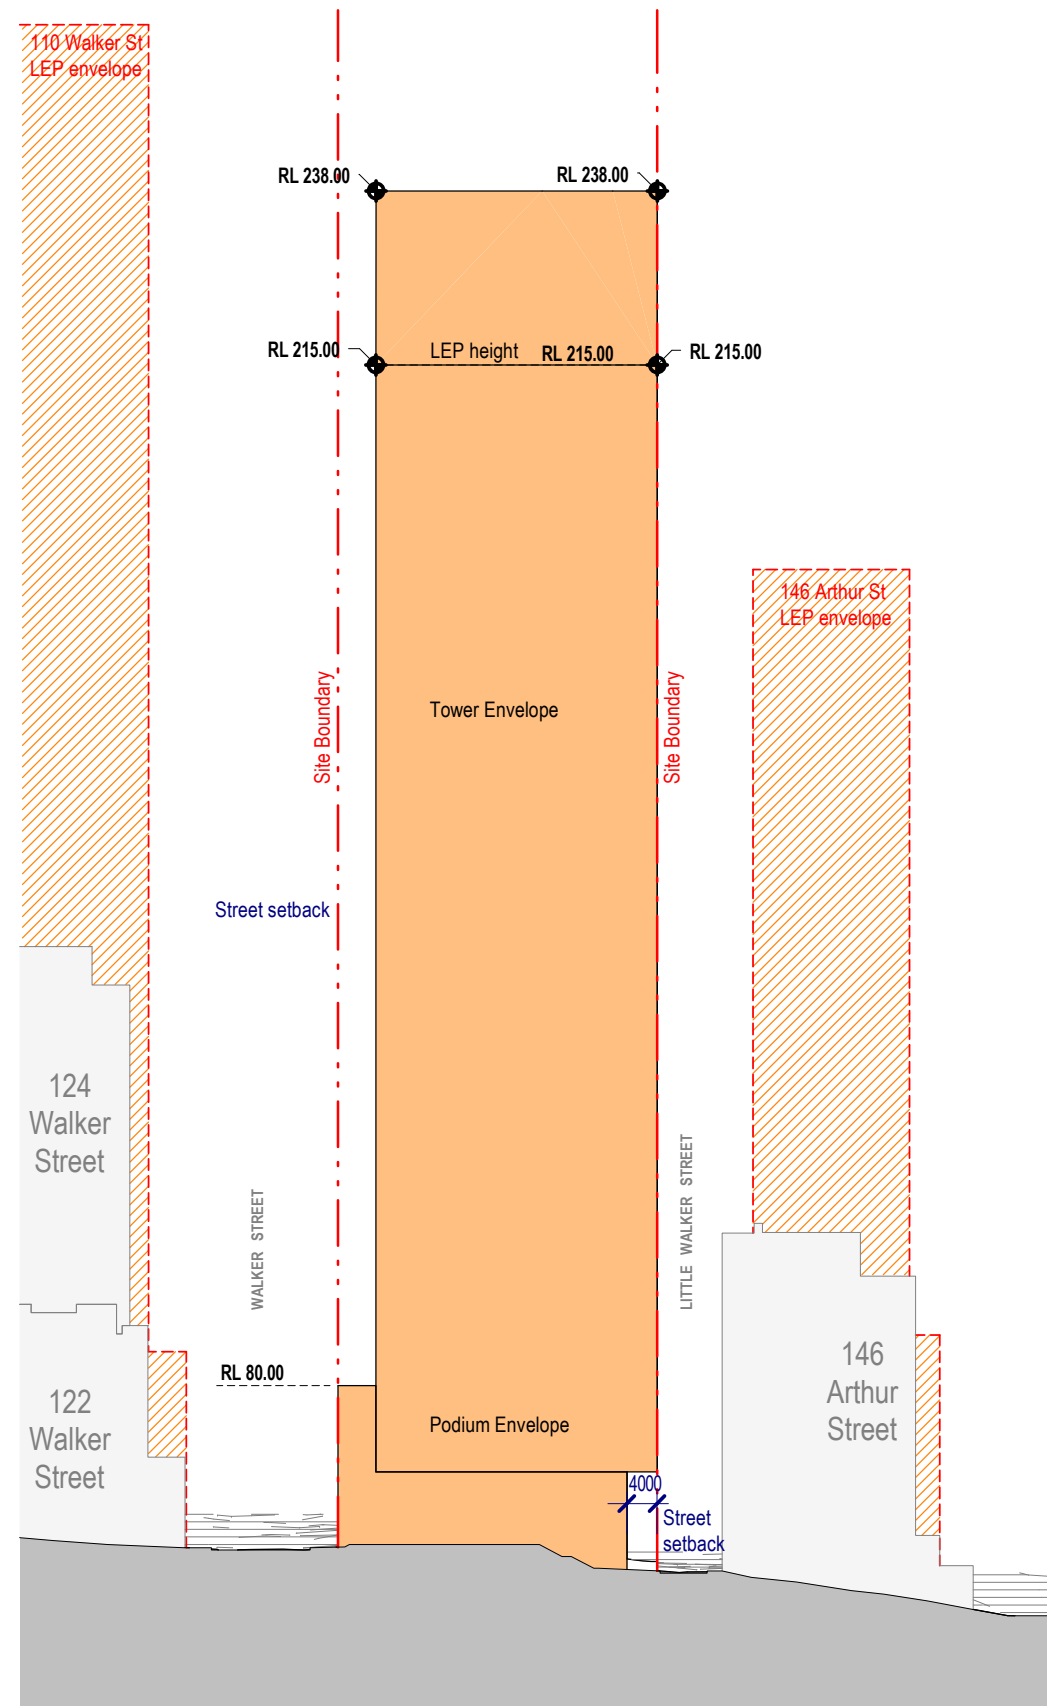 110 Walker St
LEP envelope
RL 238.00
RL 238.00
RL 215.00
LEP height
RL 215.00
RL 215.00
146 Arthur St
LEP envelope
Site Boundary
Site Boundary
Tower Envelope
Street setback
124
Walker
Street
WALKER STREET
LITTLE WALKER STREET
RL 80.00
122
Walker
Street
Podium Envelope
146
Arthur
Street
4000
Street
setback